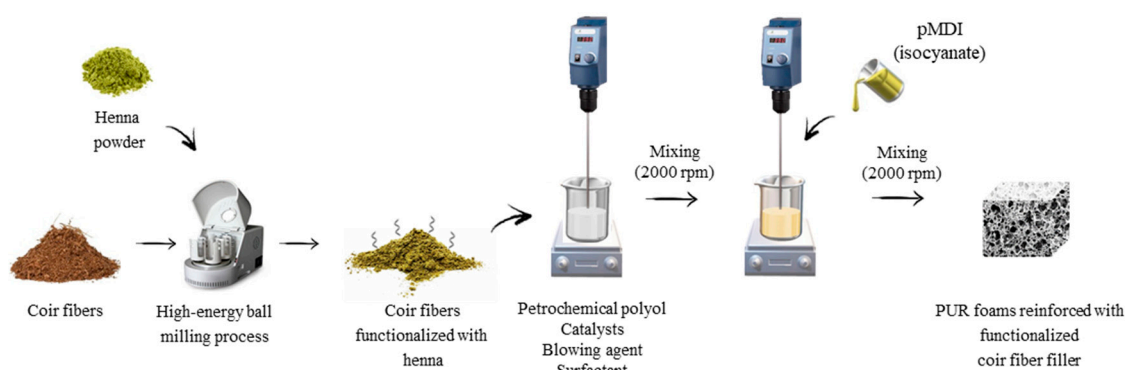 Henna
powder
Coir fibers
High-energy ball
milling process
Coir fibers
functionalized with
henna
Petrochemical polyol
Catalysts
Blowing agent
Surfactant
Mixing
(2000 rpm)
pMDI
(isocyanate)
Mixing
(2000 rpm)
PUR foams reinforced with
functionalized
coir fiber filler